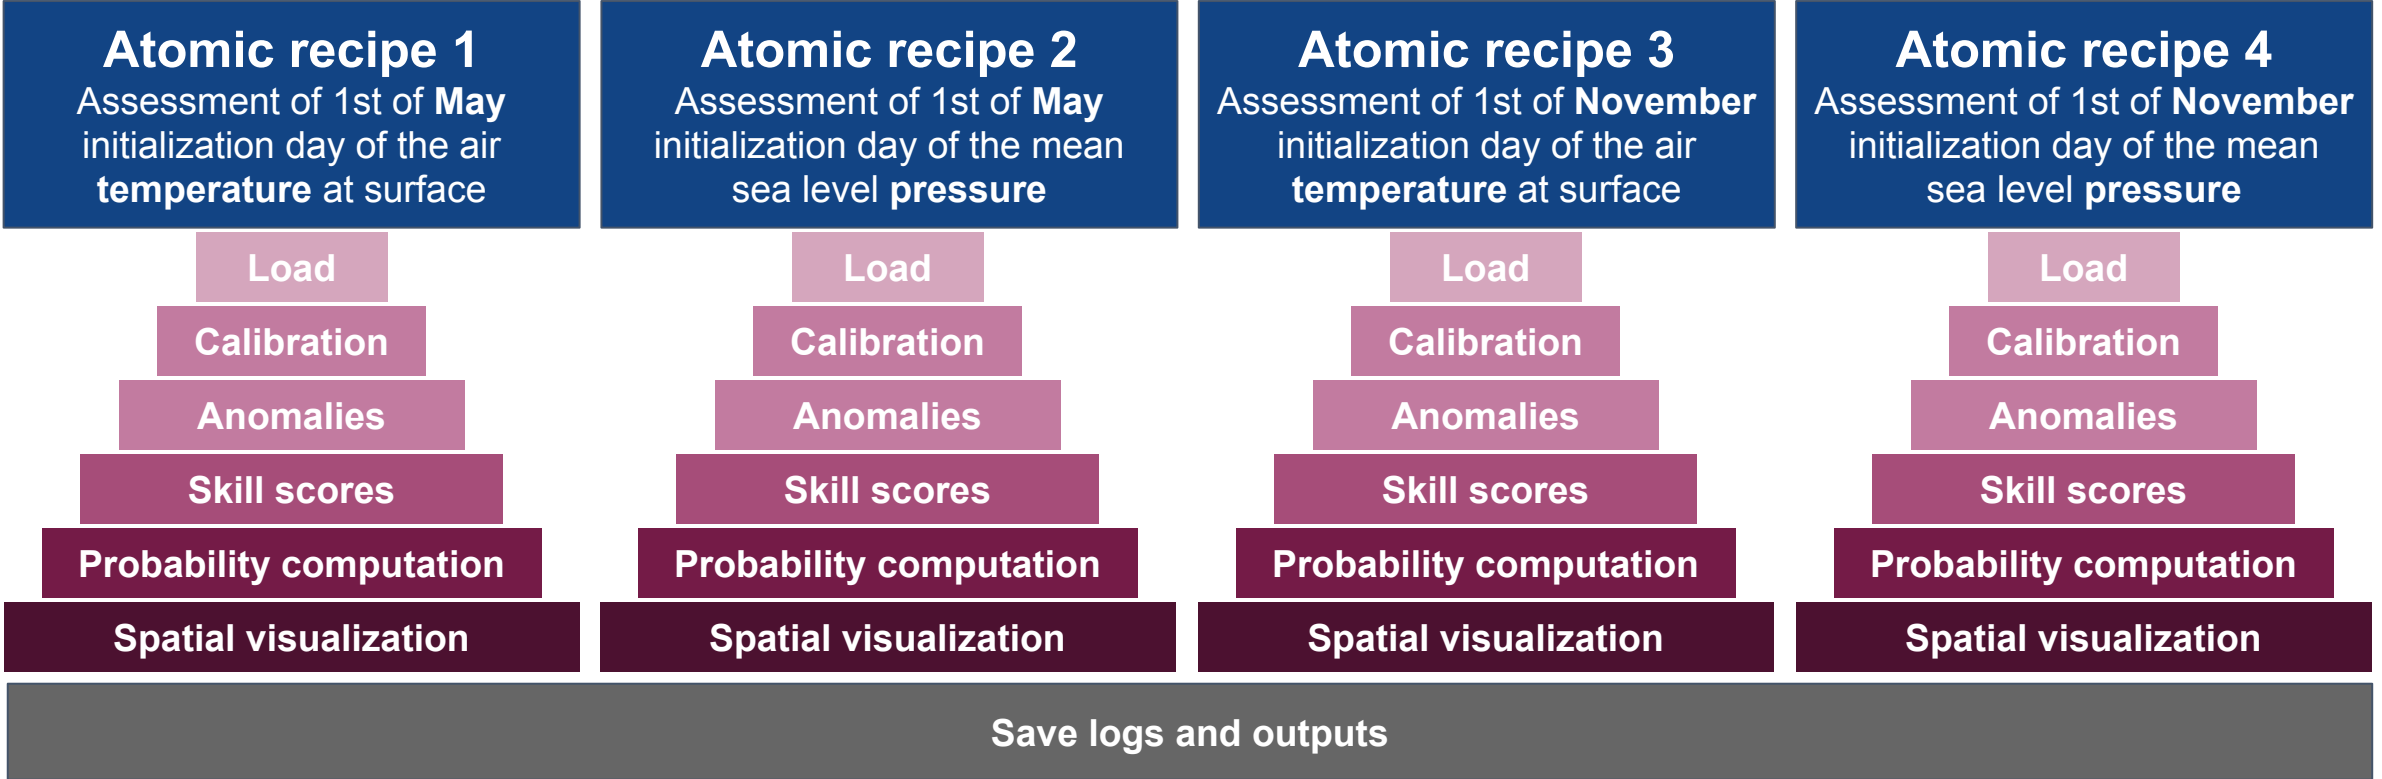 Atomic recipe 1
Assessment of 1st of May
initialization day of the air
temperature at surface
Load
Calibration
Anomalies
Skill scores
Probability computation
Spatial visualization
Atomic recipe 2
Assessment of 1st of May
initialization day of the mean
sea level pressure
Load
Calibration
Anomalies
Skill scores
Probability computation
Spatial visualization
Atomic recipe 3
Assessment of 1st of November
initialization day of the air
temperature at surface
Load
Calibration
Anomalies
Skill scores
Probability computation
Spatial visualization
Atomic recipe 4
Assessment of 1st of November
initialization day of the mean
sea level pressure
Load
Calibration
Anomalies
Skill scores
Probability computation
Spatial visualization
Save logs and outputs